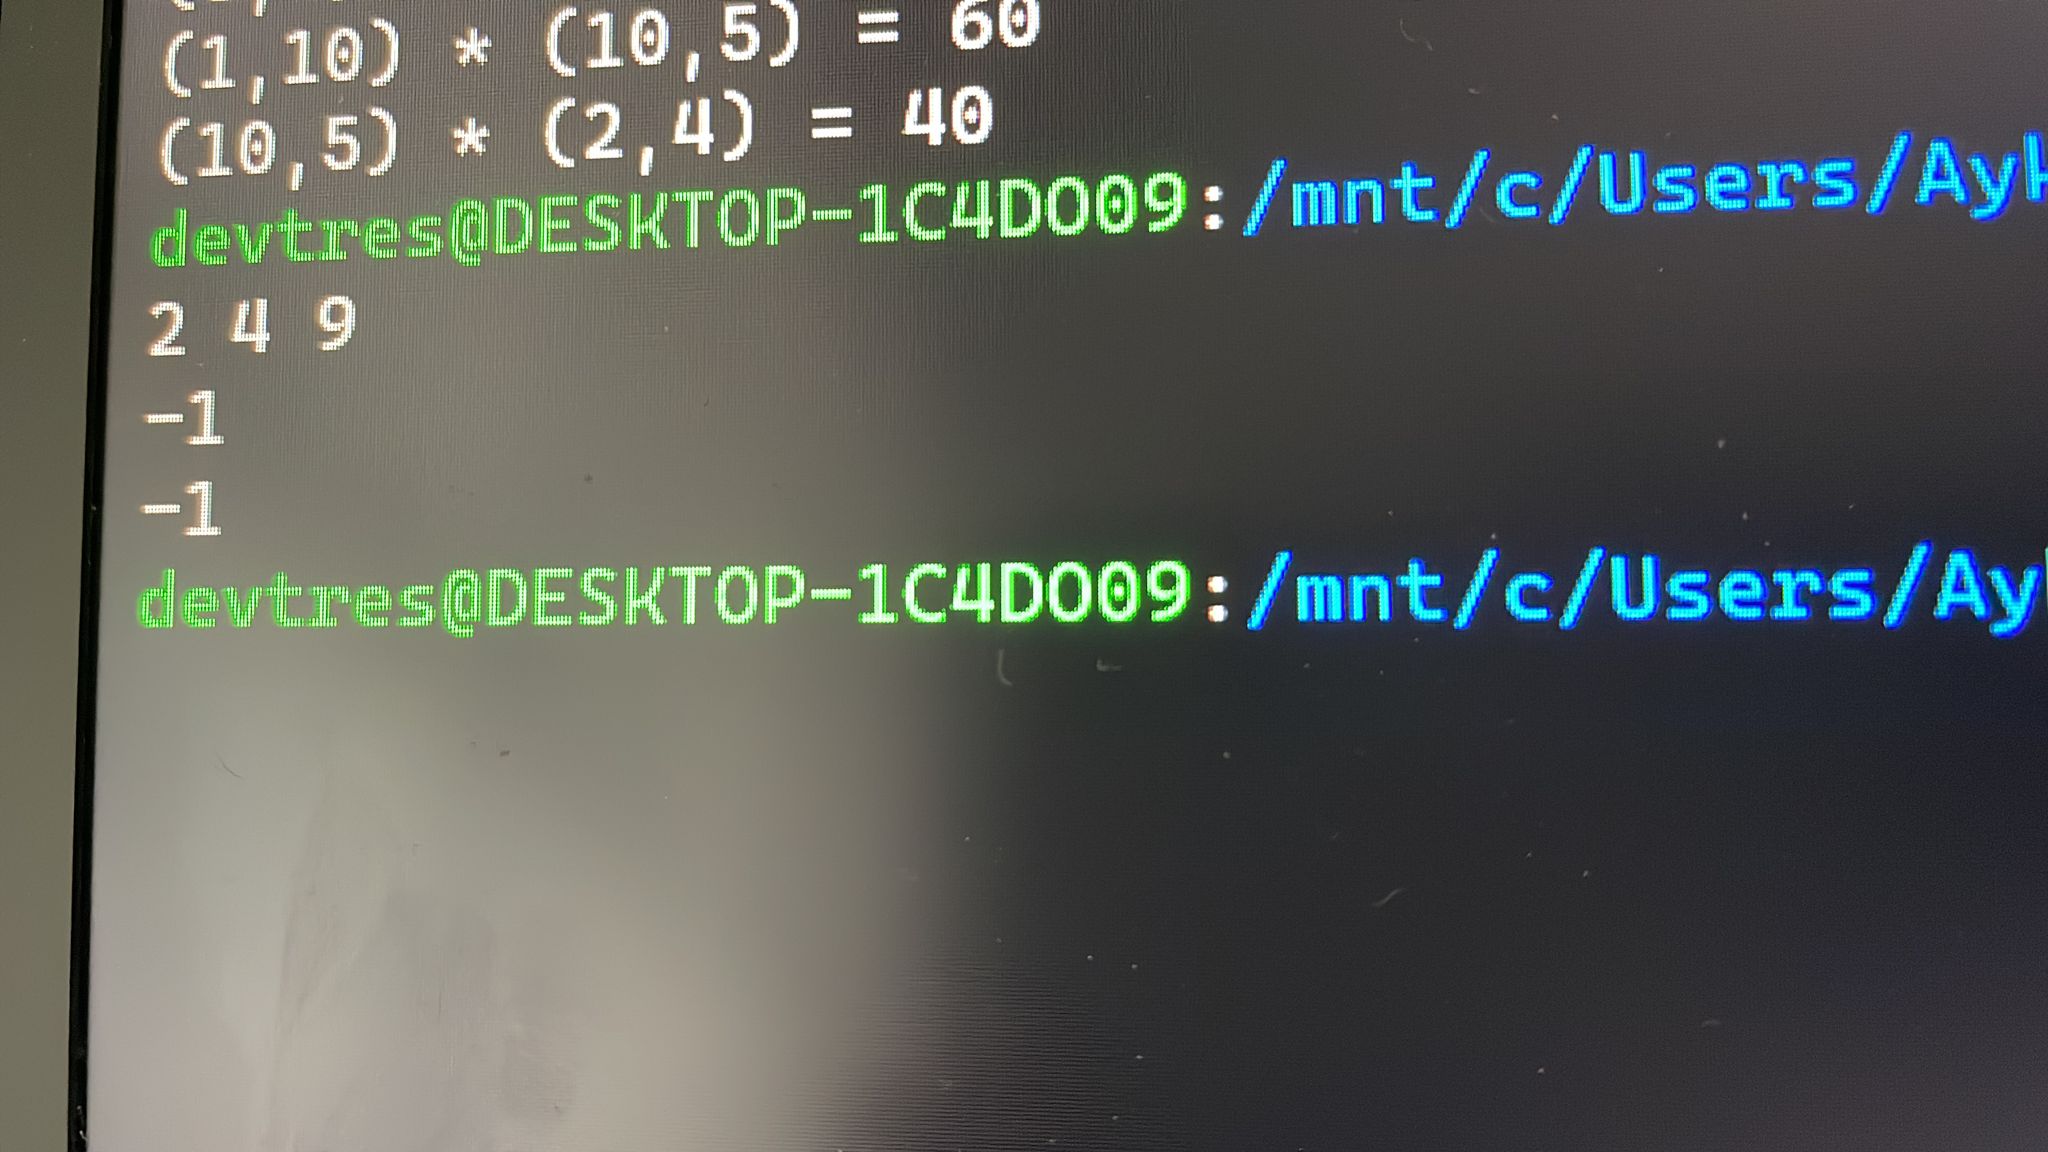 (1,10) * (10,5) = 60
(10,5) * (2,4) = 40
devtres@DESKTOP-1C4DO09:/mnt/c/Users/Ay
2 4 9
-1
-1
devtres@DESKTOP-1C4DO09:/mnt/c/Users/Ay